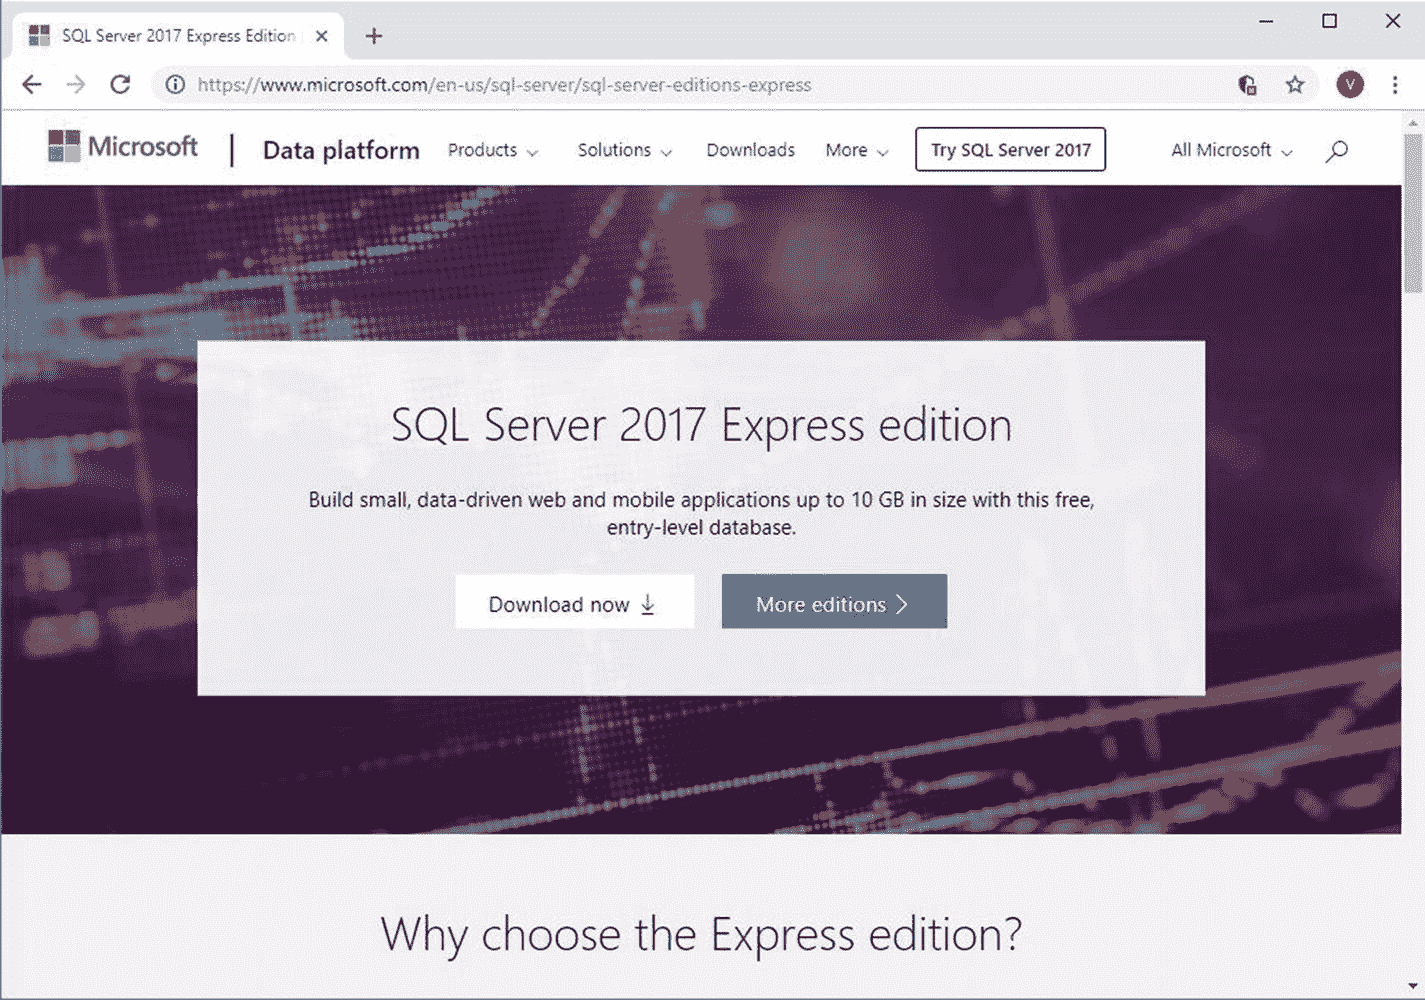 SQL Server 2017 Express Edition
https://www.microsoft.com/en-us/sql-server/sql-server-editions-express
V
Microsoft | Data platform Products Solutions Downloads More Try SQL Server 2017 All Microsoft
SQL Server 2017 Express edition
Build small, data-driven web and mobile applications up to 10 GB in size with this free,
entry-level database.
Download now More editions
Why choose the Express edition?